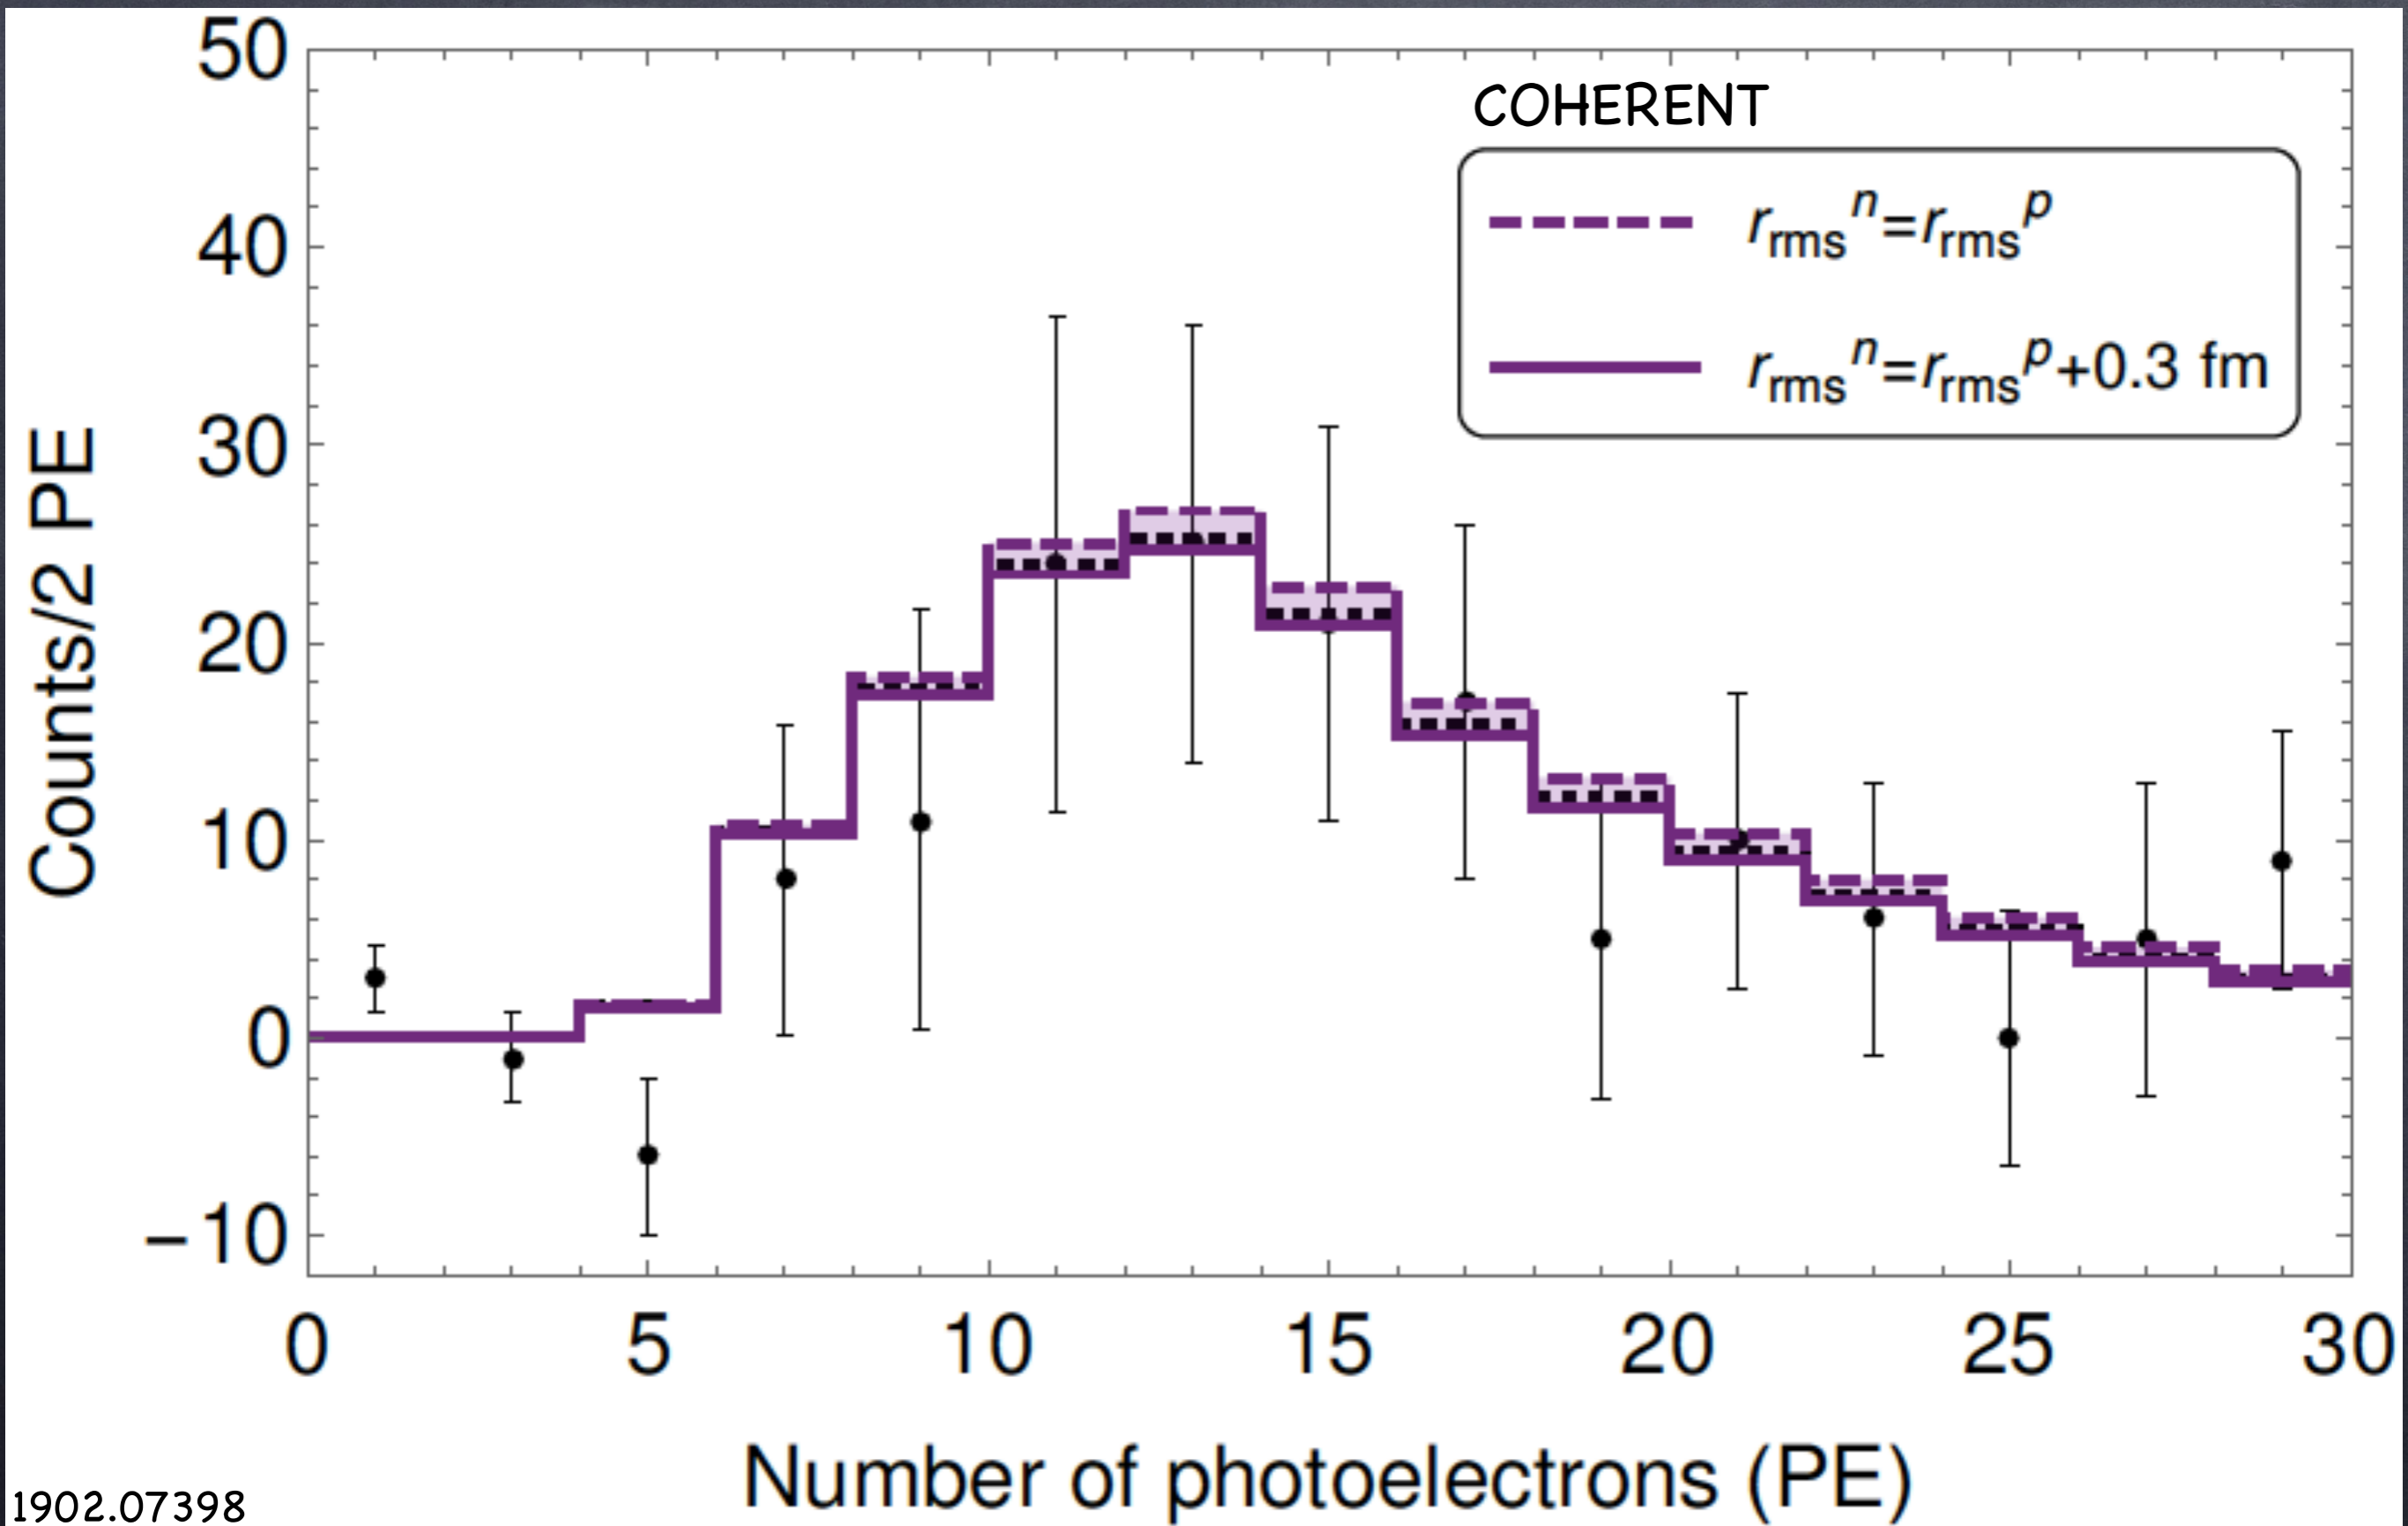 COHERENT
r_rms^n=r_rms^p
r_rms^n=r_rms^p+0.3 fm
Counts/2 PE
50
40
30
20
10
0
−10
0 5 10 15 20 25 30
Number of photoelectrons (PE)
1902.07398